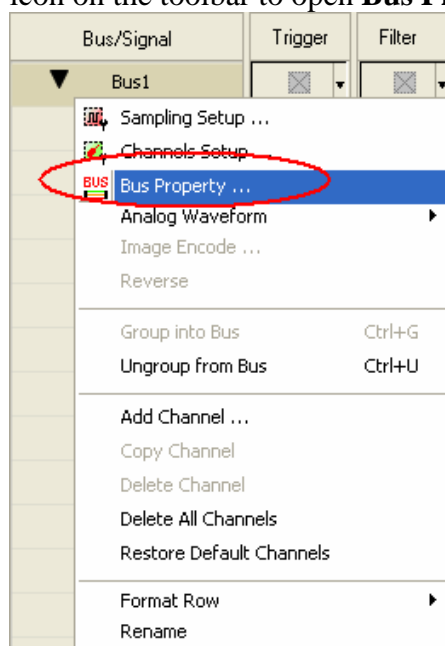 icon on the toolbar to open Bus P
Bus/Signal Trigger Filter
Bus1
Sampling Setup ...
Channels Setup
BUS Bus Property ...
Analog Waveform
Image Encode ...
Reverse
Group into Bus Ctrl+G
Ungroup from Bus Ctrl+U
Add Channel ...
Copy Channel
Delete Channel
Delete All Channels
Restore Default Channels
Format Row
Rename